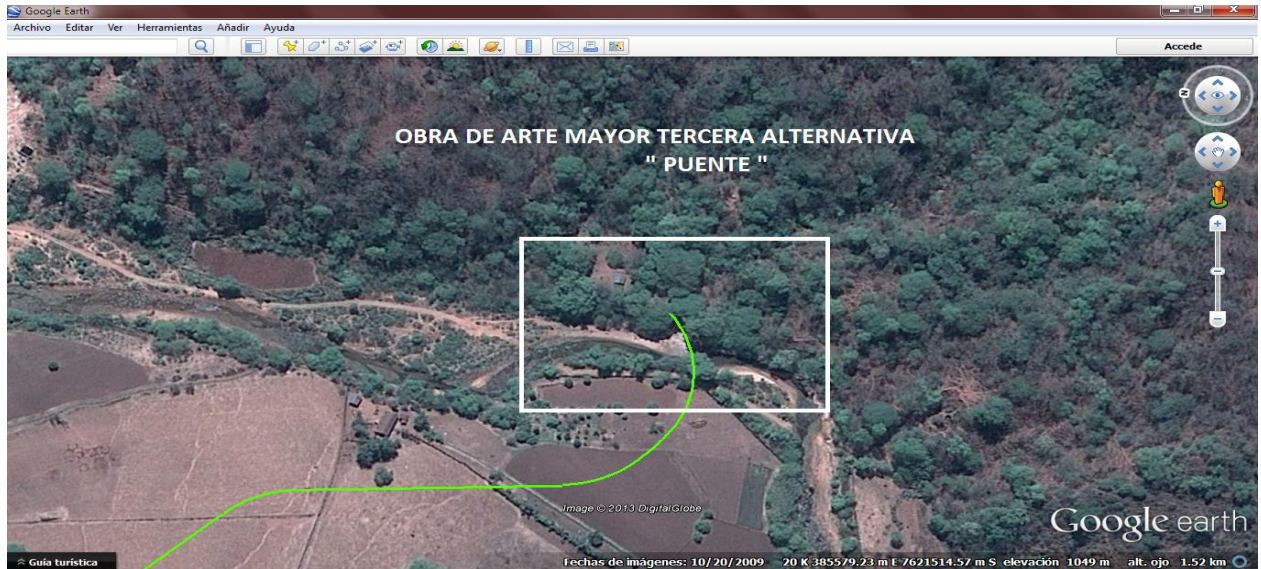 Google Earth
Archivo Editar Ver Herramientas Añadir Ayuda
Accede
OBRA DE ARTE MAYOR TERCERA ALTERNATIVA
" PUENTE "
N
Image © 2013 DigitalGlobe
Google earth
Guía turística
Fechas de imágenes: 10/20/2009 20 K 385579.23 m E 7621514.57 m S elevación 1049 m alt. ojo 1.52 km